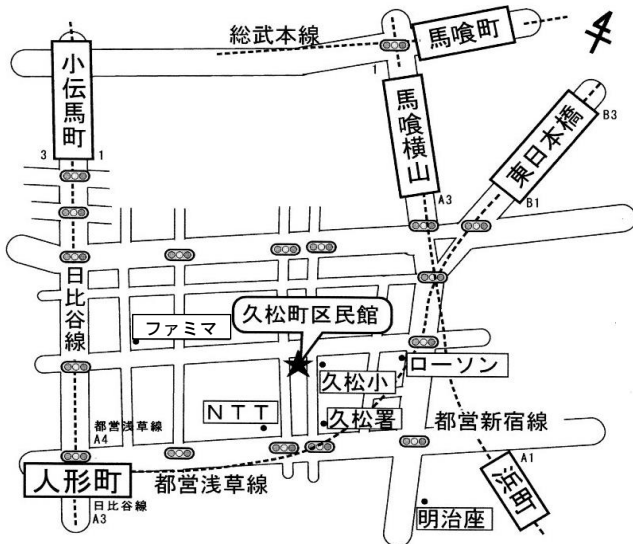 総武本線
馬喰町
小伝馬町
1
馬喰横山
東日本橋
B3
3
1
A3
B1
日比谷線
久松町区民館
ファミマ
ローソン
久松小
NTT
久松署
都営浅草線
A4
都営新宿線
人形町
都営浅草線
A1
浜町
日比谷線
A3
明治座